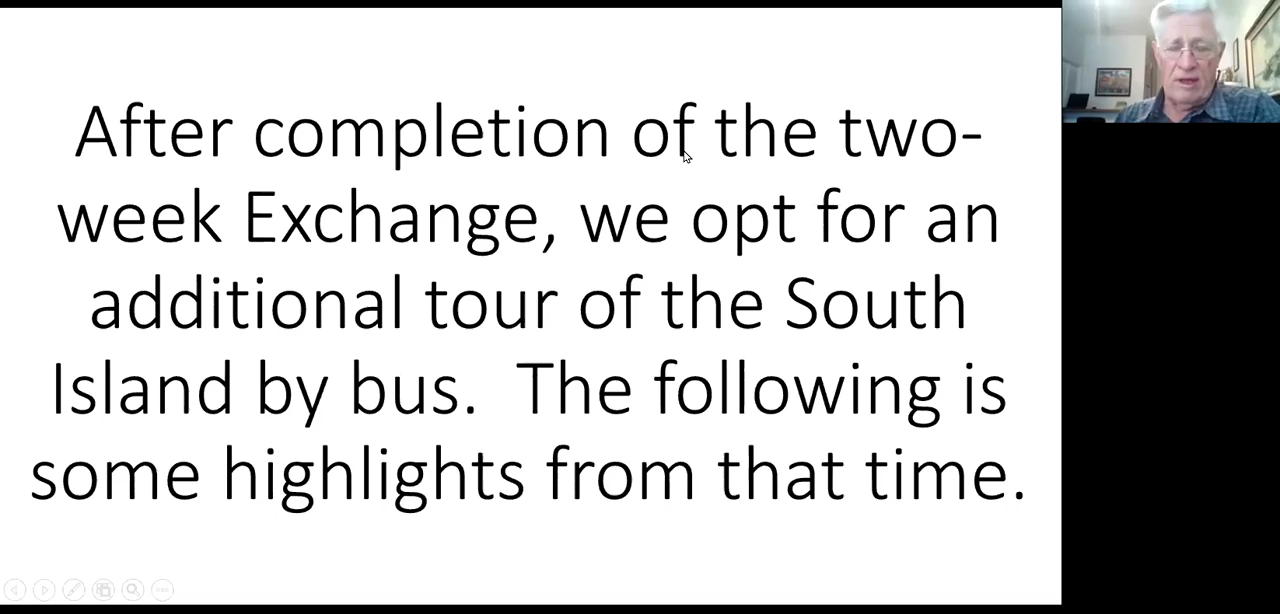 After completion of the two-
week Exchange, we opt for an
additional tour of the South
Island by bus.  The following is
some highlights from that time.